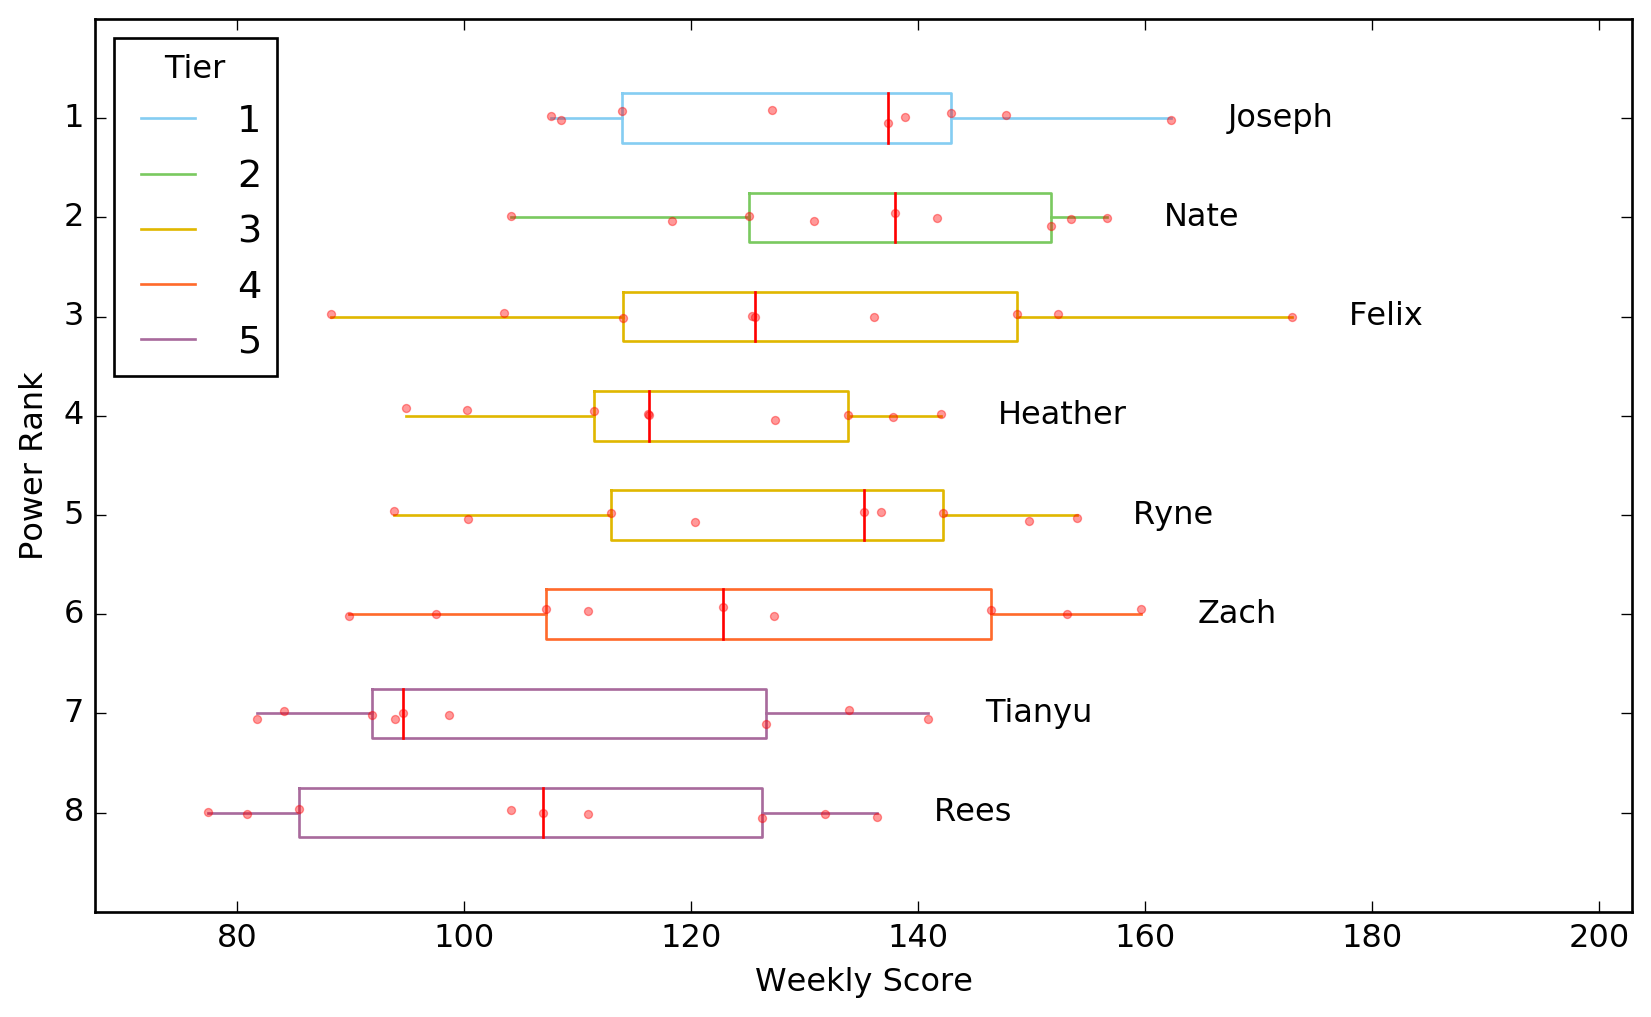 Tier
1
2
3
4
5
Power Rank
1
2
3
4
5
6
7
8
Joseph
Nate
Felix
Heather
Ryne
Zach
Tianyu
Rees
80 100 120 140 160 180 200
Weekly Score